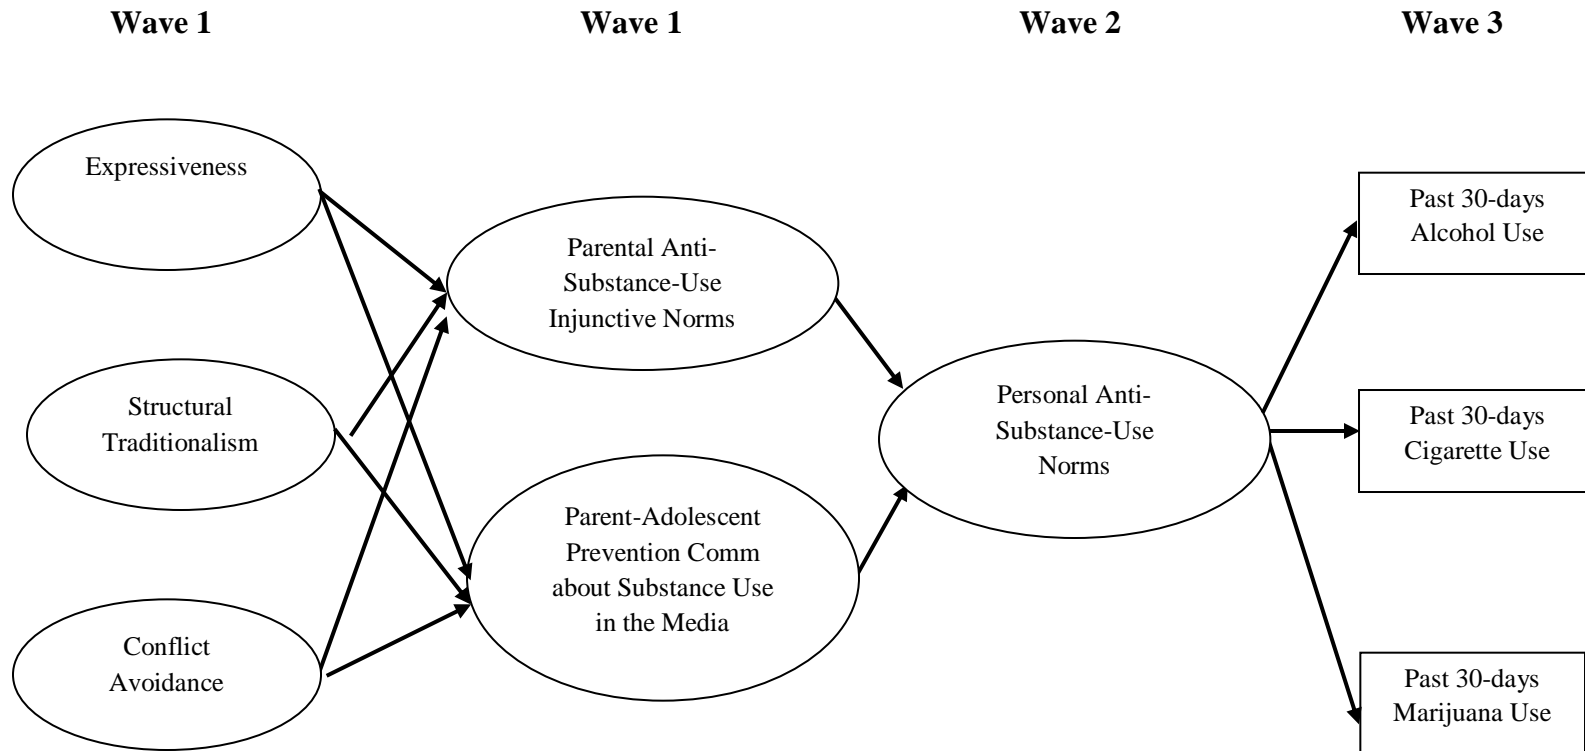 Wave 1
Wave 1
Wave 2
Wave 3
Expressiveness
Structural
Traditionalism
Conflict
Avoidance
Parental Anti-
Substance-Use
Injunctive Norms
Parent-Adolescent
Prevention Comm
about Substance Use
in the Media
Personal Anti-
Substance-Use
Norms
Past 30-days
Alcohol Use
Past 30-days
Cigarette Use
Past 30-days
Marijuana Use